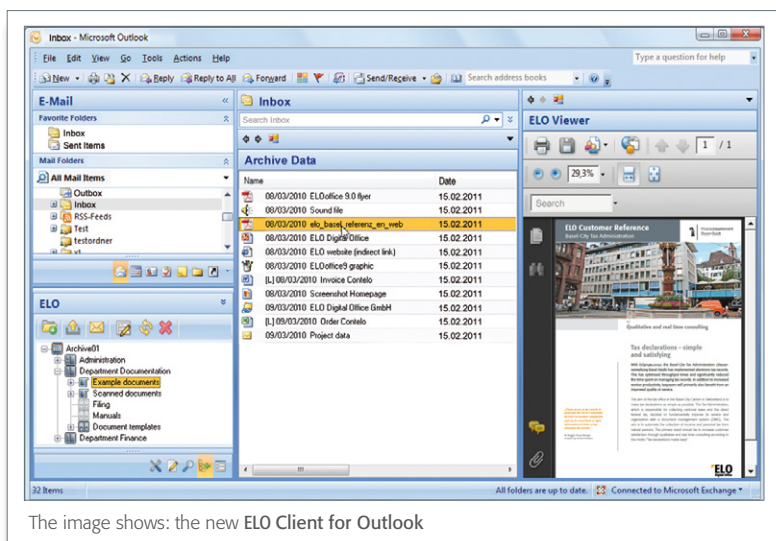 Inbox - Microsoft Outlook
File Edit View Go Tools Actions Help
Type a question for help
New Reply Reply to All Forward Send/Receive Search address books
E-Mail
Favorite Folders
Inbox
Sent Items
Mail Folders
All Mail Items
Outbox
Inbox
RSS-Feeds
Test
testordner
ELO
Archive01
Administration
Department Documentation
Example documents
Scanned documents
Filing
Manuals
Document templates
Department Finance
Inbox
Search Inbox
Archive Data
Name Date
08/03/2010 ELOoffice 9.0 flyer 15.02.2011
08/03/2010 Sound file 15.02.2011
08/03/2010 elo_basel_referenz_en_web 15.02.2011
08/03/2010 ELO Digital Office 15.02.2011
08/03/2010 ELO website (indirect link) 15.02.2011
08/03/2010 ELOoffice9 graphic 15.02.2011
[L] 08/03/2010 Invoice Contelo 15.02.2011
08/03/2010 Screenshot Homepage 15.02.2011
09/03/2010 ELO Digital Office GmbH 15.02.2011
[L] 09/03/2010 Order Contelo 15.02.2011
09/03/2010 Project data 15.02.2011
ELO Viewer
1 / 1
29,3%
Search
ELO Customer Reference
Basel-City Tax Administration
Qualitative and real time consulting
Tax declarations – simple
and satisfying
ELO
32 Items
All folders are up to date. Connected to Microsoft Exchange
The image shows: the new ELO Client for Outlook